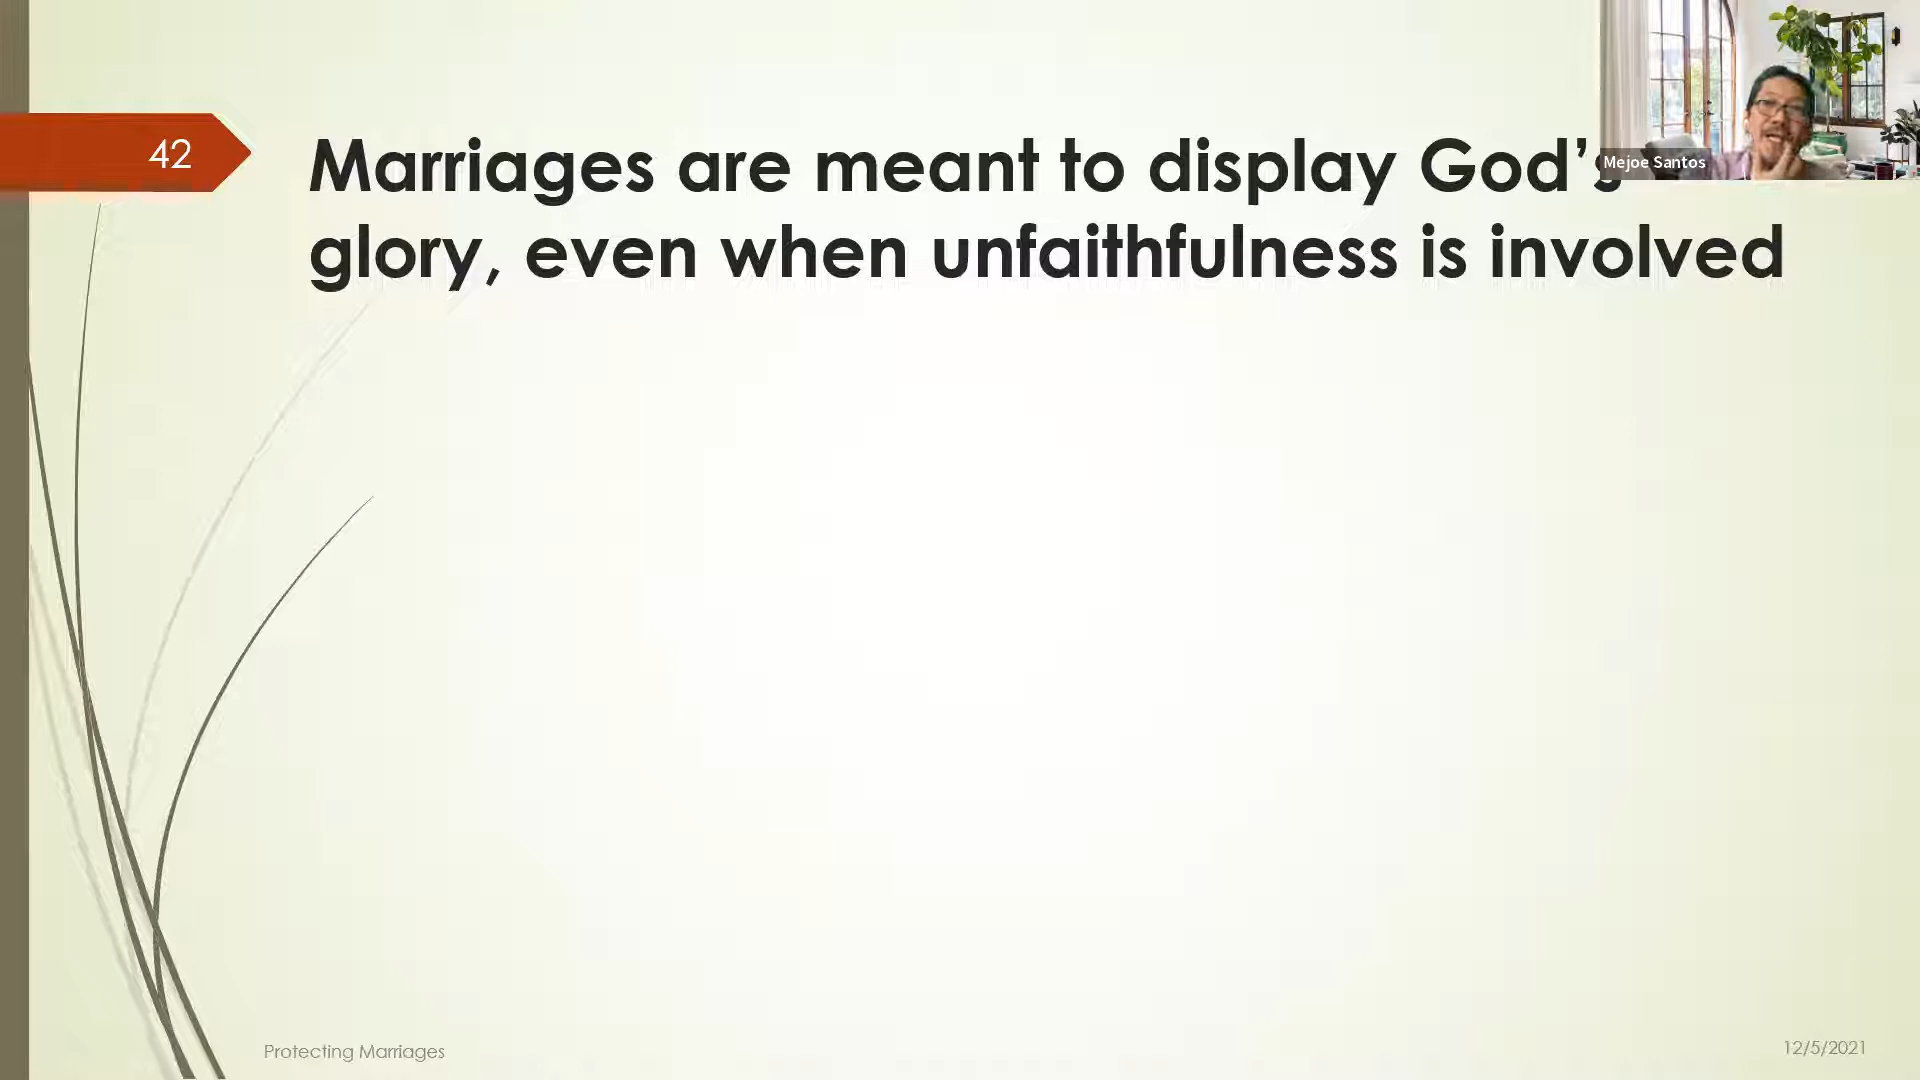 42
Marriages are meant to display God’s
glory, even when unfaithfulness is involved
Mejoe Santos
Protecting Marriages
12/5/2021